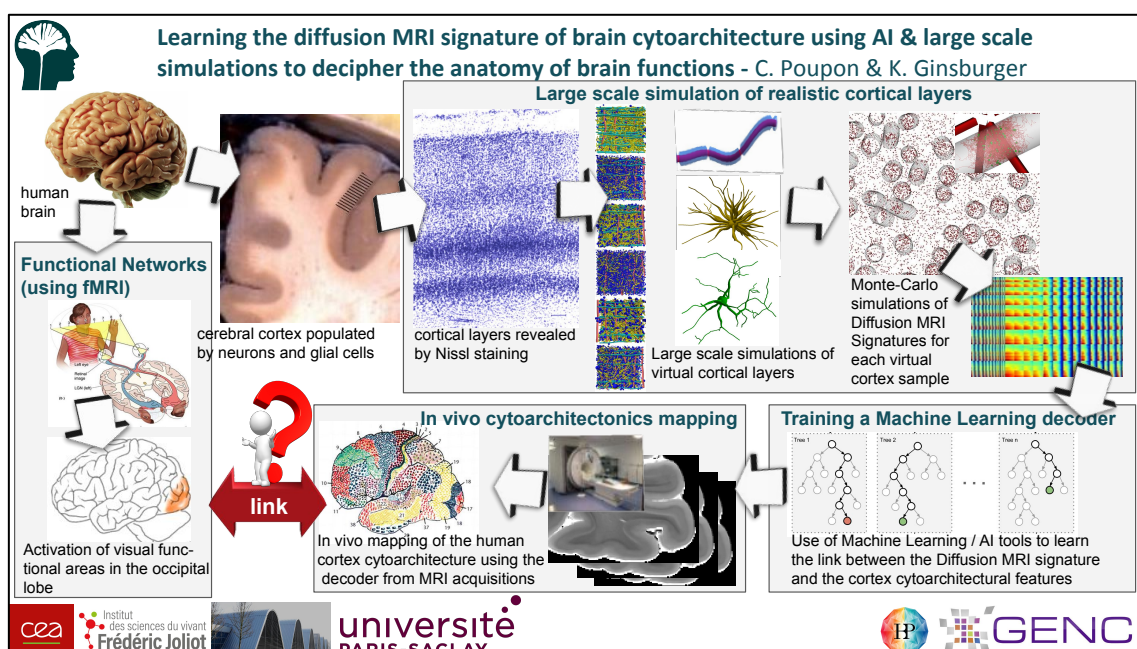 Learning the diffusion MRI signature of brain cytoarchitecture using AI & large scale
simulations to decipher the anatomy of brain functions - C. Poupon & K. Ginsburger
Large scale simulation of realistic cortical layers
human
brain
cerebral cortex populated
by neurons and glial cells
cortical layers revealed
by Nissl staining
Large scale simulations of
virtual cortical layers
Monte-Carlo
simulations of
Diffusion MRI
Signatures for
each virtual
cortex sample
Functional Networks
(using fMRI)
Left eye
Retinal
image
LGN (left)
Activation of visual func-
tional areas in the occipital
lobe
link
In vivo cytoarchitectonics mapping
In vivo mapping of the human
cortex cytoarchitecture using the
decoder from MRI acquisitions
Training a Machine Learning decoder
Tree 1
Tree 2
Tree n
...
Use of Machine Learning / AI tools to learn
the link between the Diffusion MRI signature
and the cortex cytoarchitectural features
cea
Institut
des sciences du vivant
Frédéric Joliot
université
PARIS-SACLAY
HP
GENC